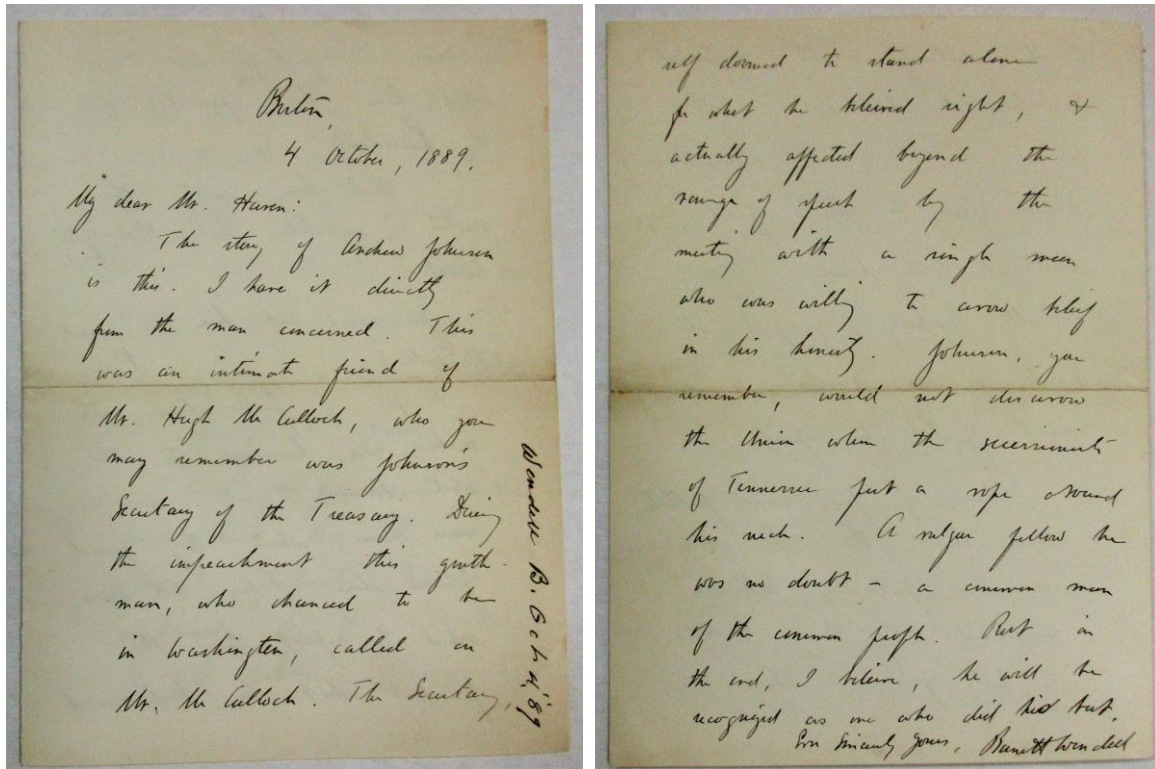 Boston,
4 October, 1889.
My dear Mr. Haven:
The story of Andrew Johnson
is this. I have it directly
from the man concerned. This
was an intimate friend of
Mr. Hugh McCulloch, who you
may remember was Johnson's
Secretary of the Treasury. During
the impeachment this gentle-
man, who chanced to be
in Washington, called on
Mr. McCulloch. The Secretary,
Wendell B. Oct 4, '89
self doomed to stand alone
for what he believed right, &
actually affected beyond the
range of speech by the
meeting with a single man
who was willing to avow belief
in his honesty. Johnson, you
remember, would not disavow
the Union when the secessionists
of Tennessee put a rope around
his neck. A vulgar fellow he
was no doubt – a common man
of the common people. But in
the end, I believe, he will be
recognized as one who did his best.
Ever Sincerely yours, Barrett Wendell